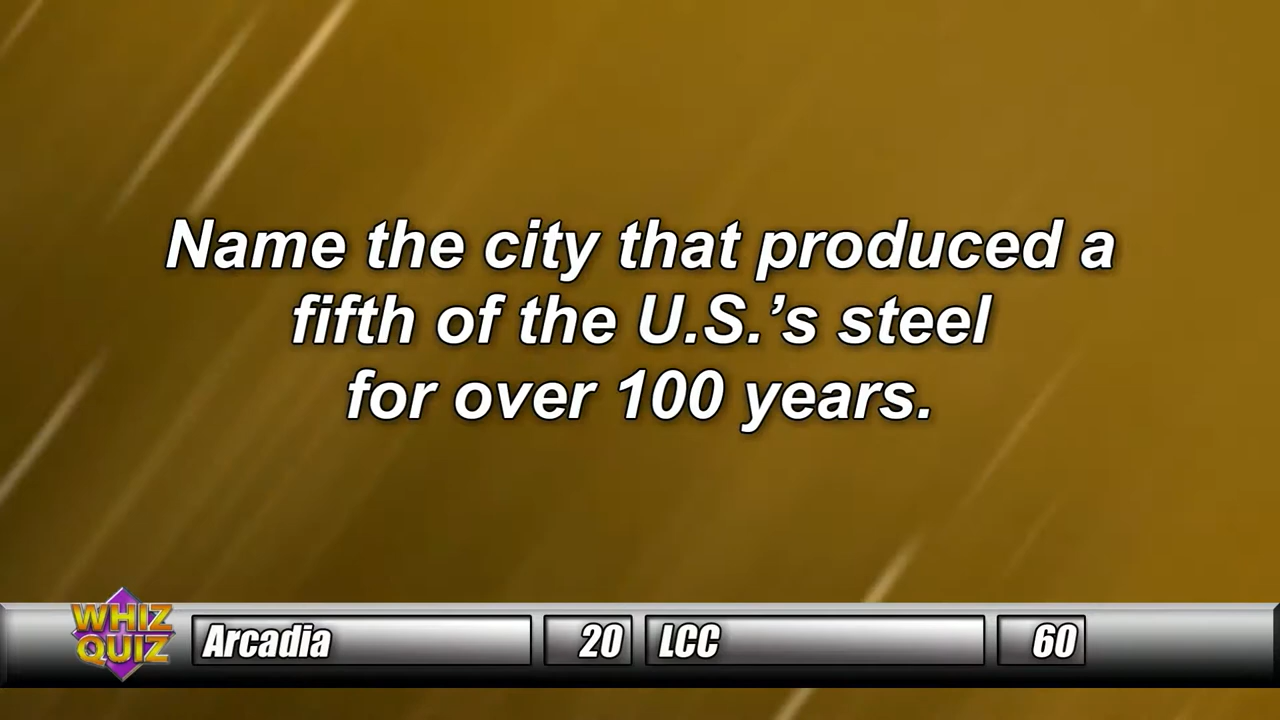 Name the city that produced a
fifth of the U.S.’s steel
for over 100 years.
WHIZ
QUIZ
Arcadia 20 LCC 60